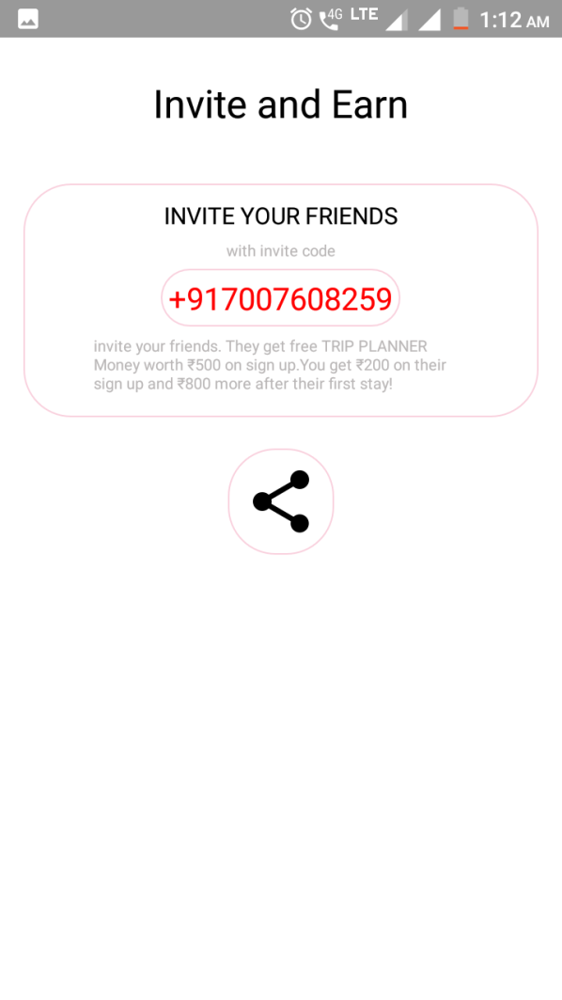 4G LTE 1:12 AM
Invite and Earn
INVITE YOUR FRIENDS
with invite code
+917007608259
invite your friends. They get free TRIP PLANNER
Money worth ₹500 on sign up.You get ₹200 on their
sign up and ₹800 more after their first stay!